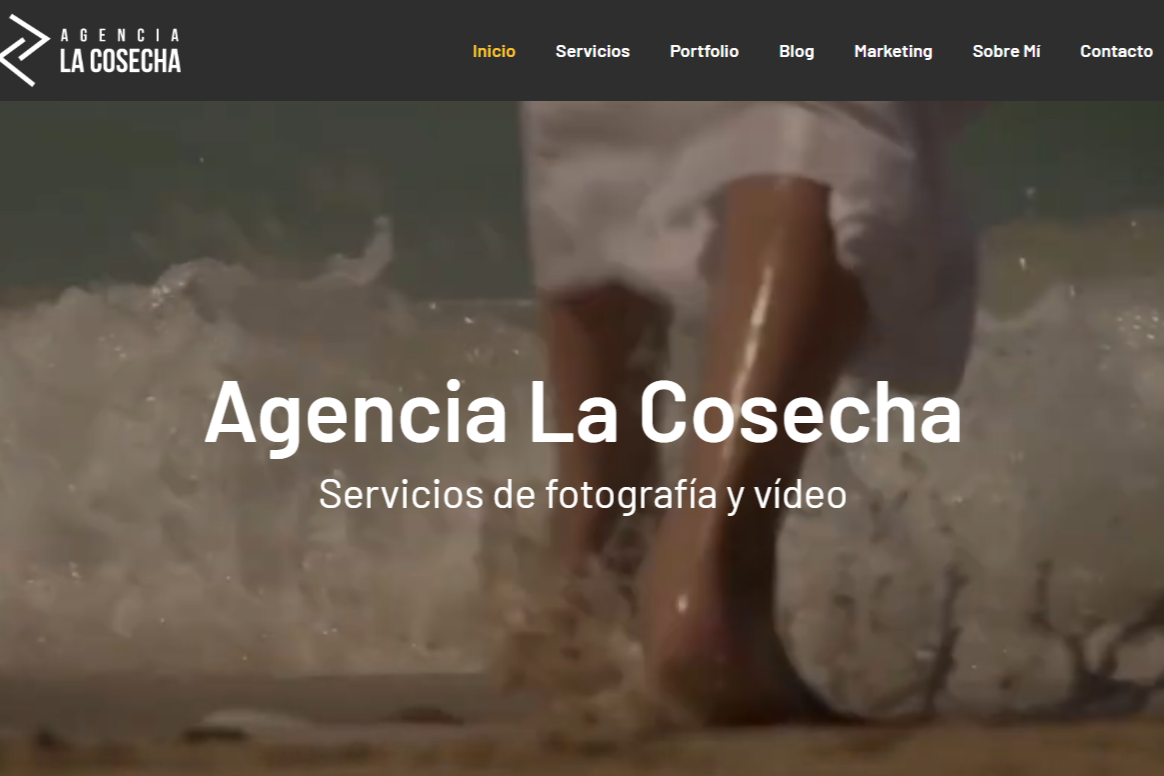 AGENCIA
LA COSECHA
Inicio Servicios Portfolio Blog Marketing Sobre Mí Contacto
Agencia La Cosecha
Servicios de fotografía y vídeo